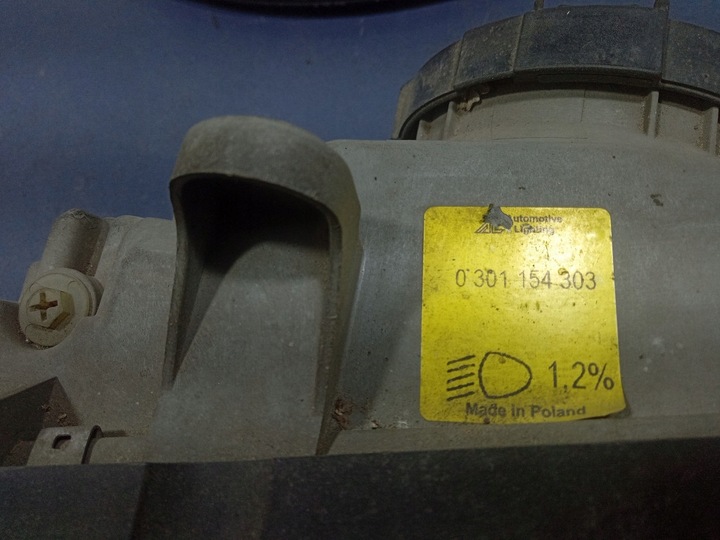 Automotive
Lighting
0 301 154 303
1,2%
Made in Poland